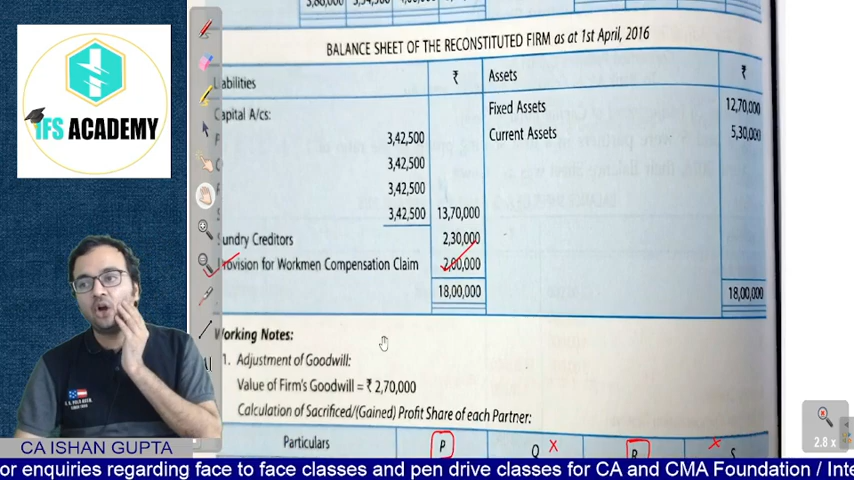 BALANCE SHEET OF THE RECONSTITUTED FIRM as at 1st April, 2016
Liabilities ₹ Assets ₹
Capital A/cs: Fixed Assets 12,70,000
3,42,500 Current Assets 5,30,000
3,42,500
3,42,500
3,42,500 13,70,000
Sundry Creditors 2,30,000
Provision for Workmen Compensation Claim 2,00,000
18,00,000 18,00,000
Working Notes:
1. Adjustment of Goodwill:
Value of Firm's Goodwill = ₹ 2,70,000
Calculation of Sacrificed/(Gained) Profit Share of each Partner:
Particulars P Q R S
iFS ACADEMY
CA ISHAN GUPTA
2.8 x
or enquiries regarding face to face classes and pen drive classes for CA and CMA Foundation / Inte